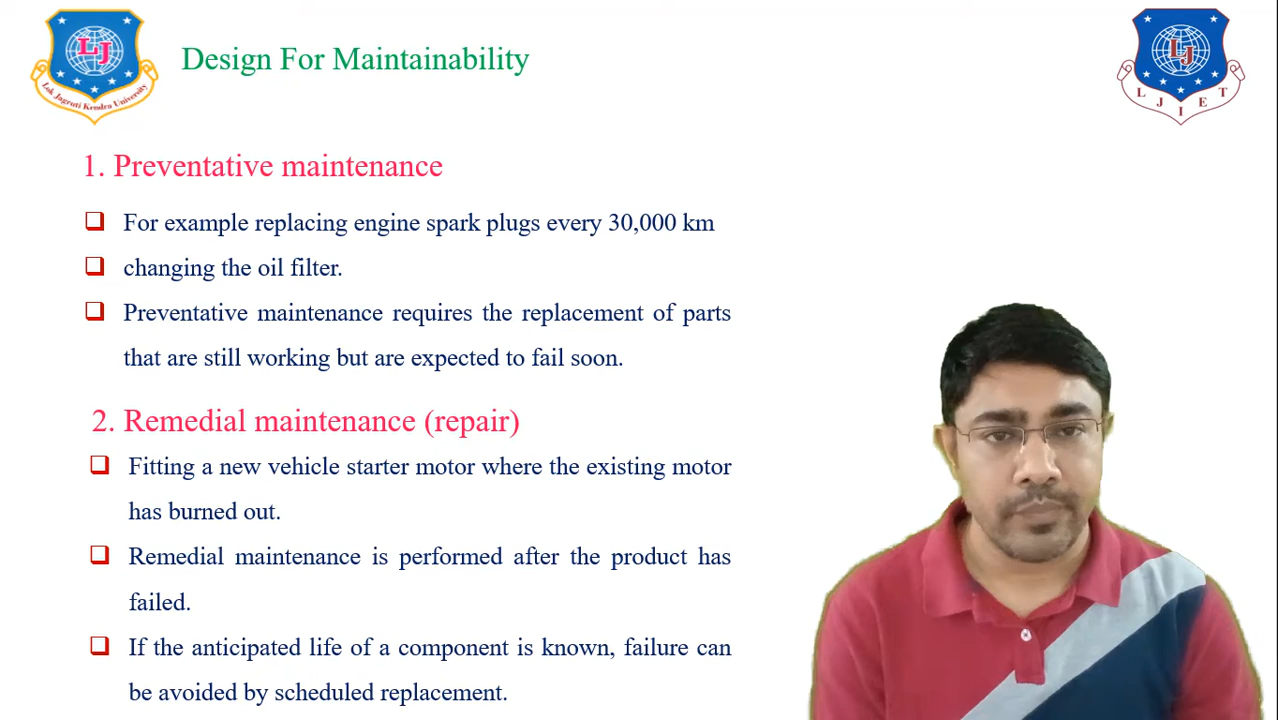 LJ
Lok Jagruti Kendra University
Design For Maintainability
LJ
L J I E T
1. Preventative maintenance
For example replacing engine spark plugs every 30,000 km
changing the oil filter.
Preventative maintenance requires the replacement of parts
that are still working but are expected to fail soon.
2. Remedial maintenance (repair)
Fitting a new vehicle starter motor where the existing motor
has burned out.
Remedial maintenance is performed after the product has
failed.
If the anticipated life of a component is known, failure can
be avoided by scheduled replacement.